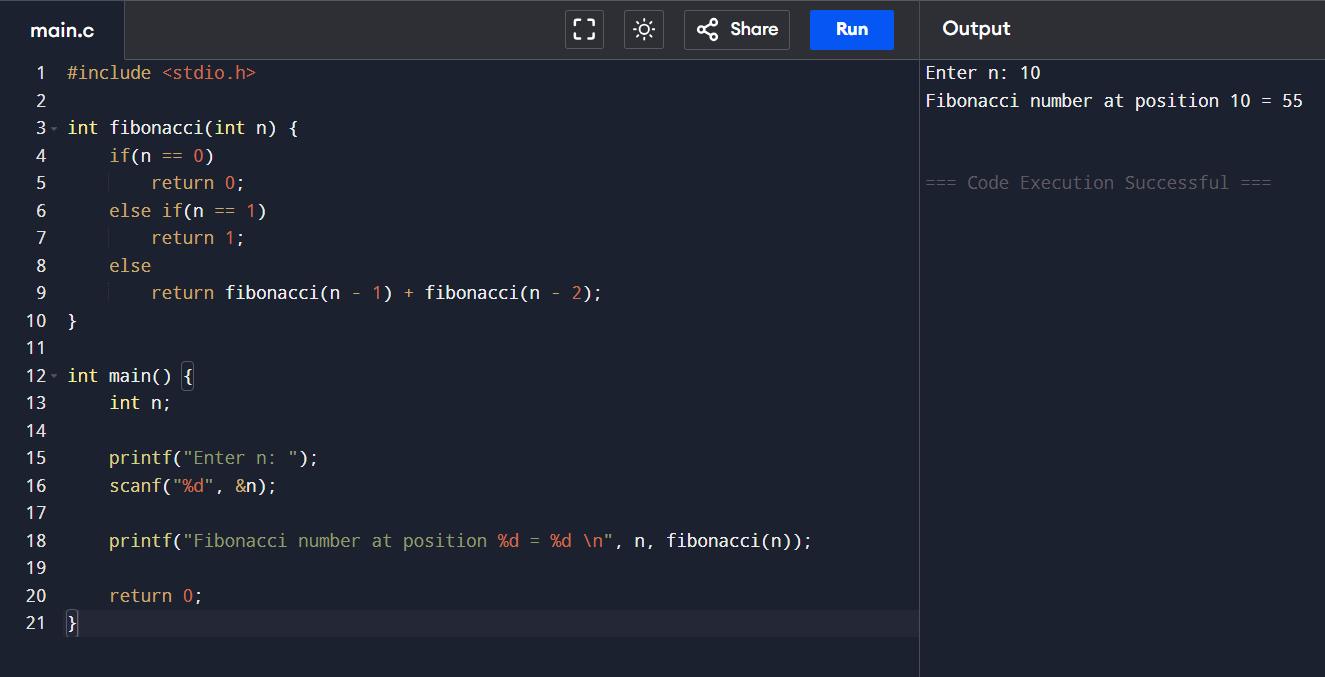 main.c
Share
Run
Output
1 #include <stdio.h>
2
3 int fibonacci(int n) {
4     if(n == 0)
5         return 0;
6     else if(n == 1)
7         return 1;
8     else
9         return fibonacci(n - 1) + fibonacci(n - 2);
10 }
11
12 int main() {
13     int n;
14
15     printf("Enter n: ");
16     scanf("%d", &n);
17
18     printf("Fibonacci number at position %d = %d \n", n, fibonacci(n));
19
20     return 0;
21 }
Enter n: 10
Fibonacci number at position 10 = 55
=== Code Execution Successful ===